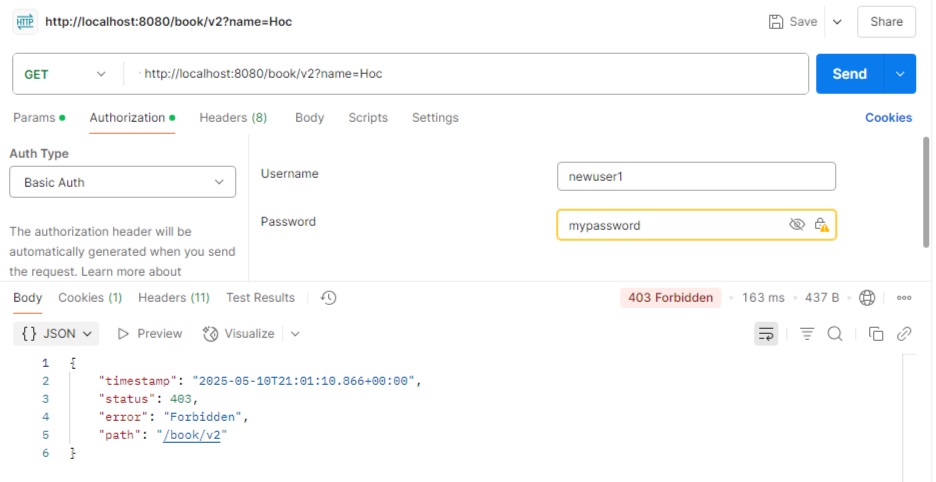 HTTP http://localhost:8080/book/v2?name=Hoc Save Share
GET http://localhost:8080/book/v2?name=Hoc Send
Params Authorization Headers (8) Body Scripts Settings Cookies
Auth Type
Basic Auth
The authorization header will be
automatically generated when you send
the request. Learn more about
Username newuser1
Password mypassword
Body Cookies (1) Headers (11) Test Results 403 Forbidden 163 ms 437 B
{} JSON Preview Visualize
1 {
2 "timestamp": "2025-05-10T21:01:10.866+00:00",
3 "status": 403,
4 "error": "Forbidden",
5 "path": "/book/v2"
6 }